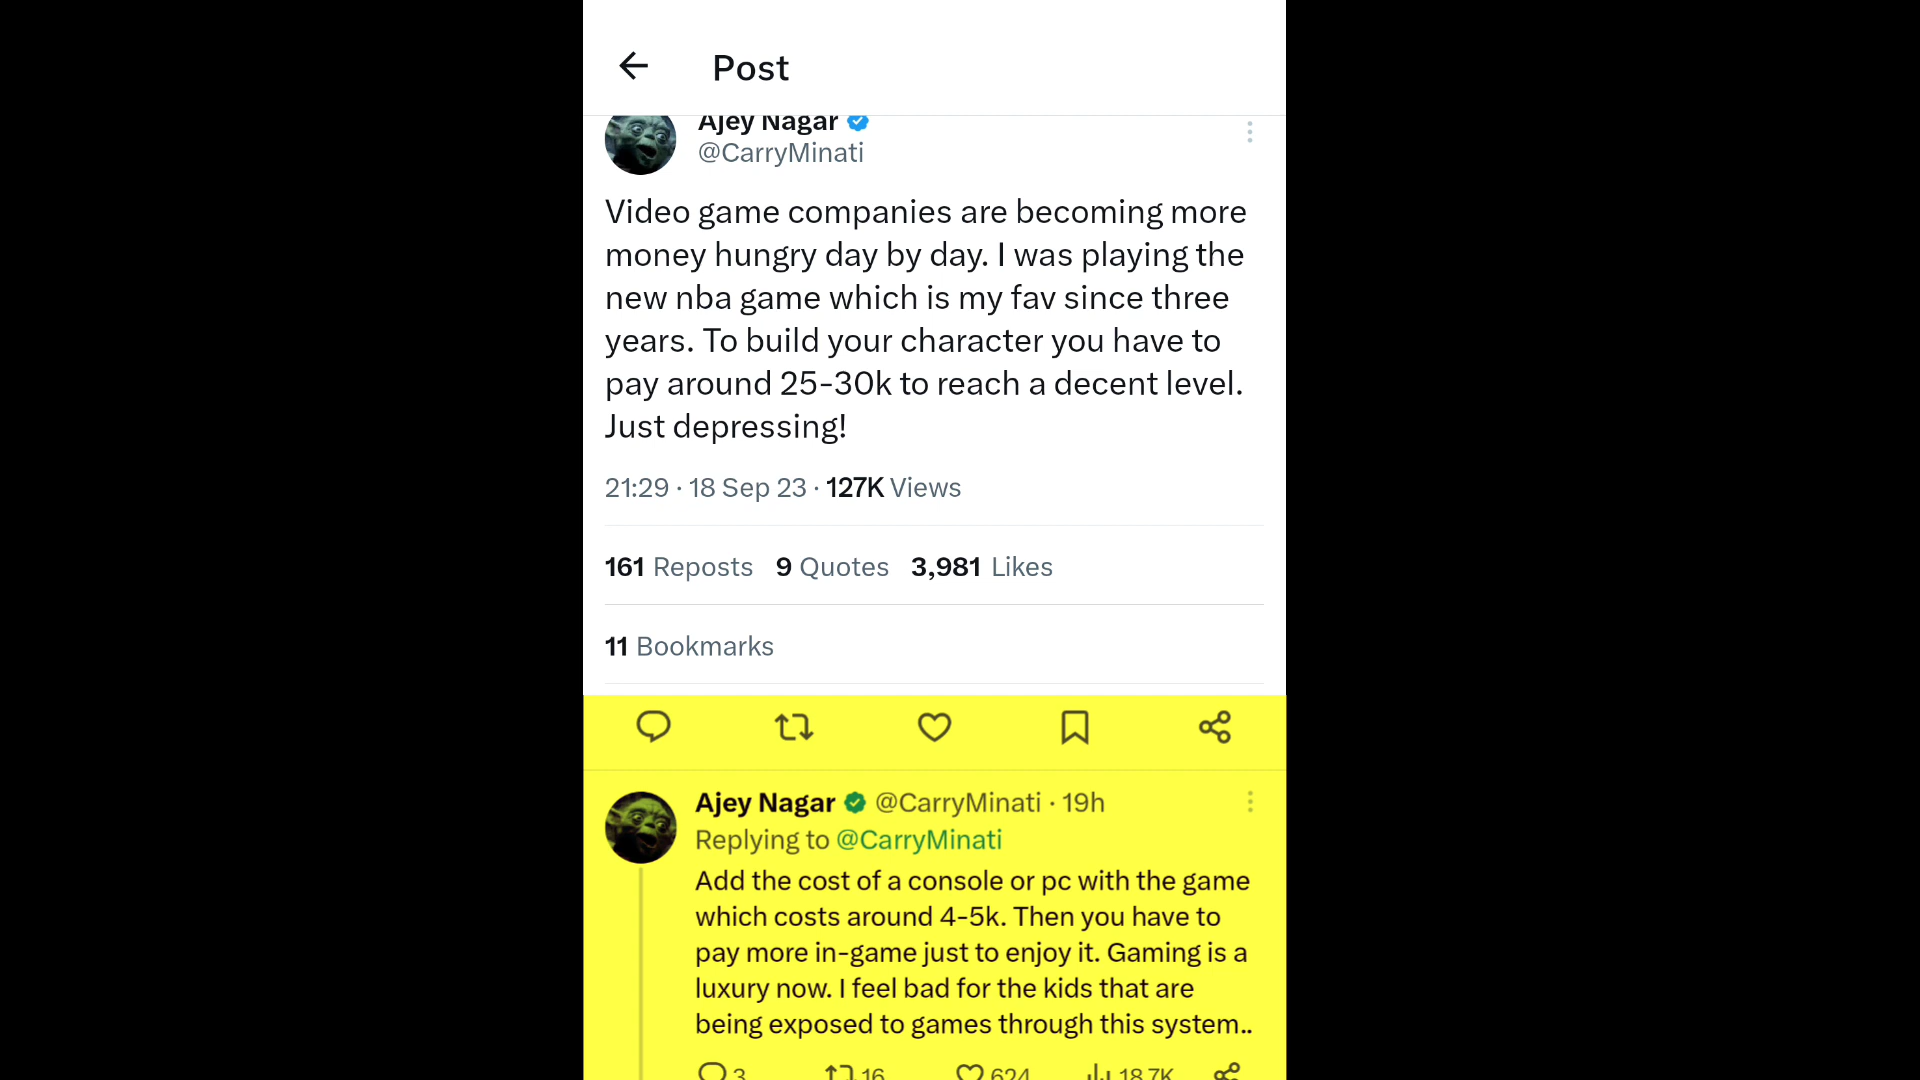 Post
Ajey Nagar
@CarryMinati
Video game companies are becoming more
money hungry day by day. I was playing the
new nba game which is my fav since three
years. To build your character you have to
pay around 25-30k to reach a decent level.
Just depressing!
21:29 · 18 Sep 23 · 127K Views
161 Reposts 9 Quotes 3,981 Likes
11 Bookmarks
Ajey Nagar @CarryMinati · 19h
Replying to @CarryMinati
Add the cost of a console or pc with the game
which costs around 4-5k. Then you have to
pay more in-game just to enjoy it. Gaming is a
luxury now. I feel bad for the kids that are
being exposed to games through this system..
3 16 624 18.7K